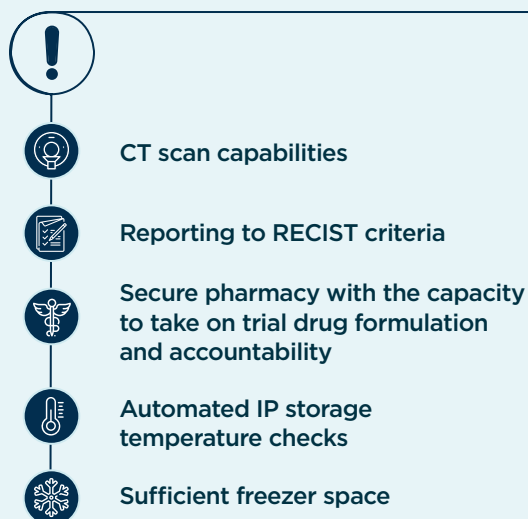 CT scan capabilities
Reporting to RECIST criteria
Secure pharmacy with the capacity
to take on trial drug formulation
and accountability
Automated IP storage
temperature checks
Sufficient freezer space